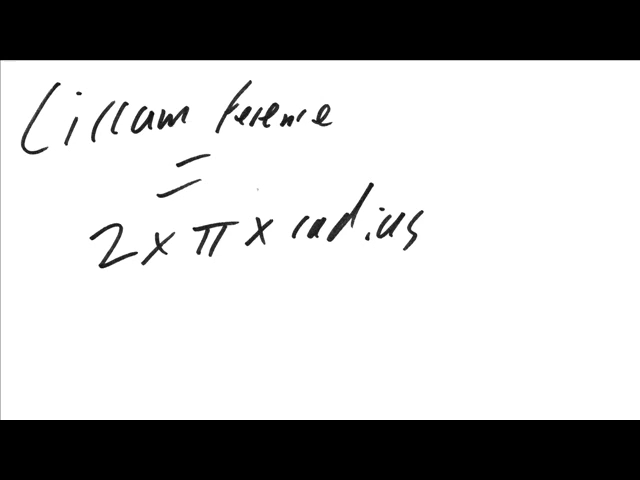 Circumference
=
2 x π x radius